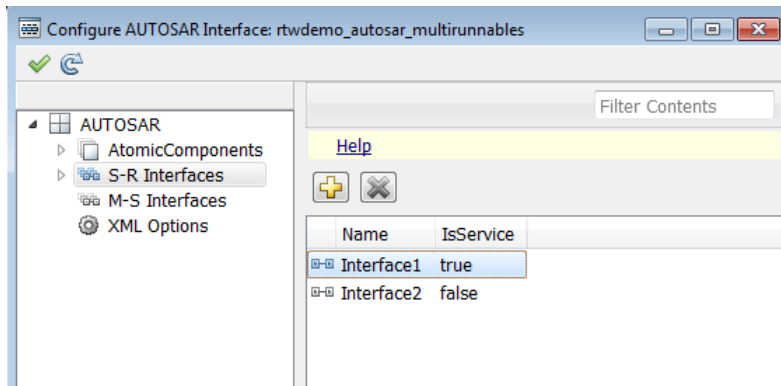 Configure AUTOSAR Interface: rtwdemo_autosar_multirunnables
Filter Contents
AUTOSAR
AtomicComponents
S-R Interfaces
M-S Interfaces
XML Options
Help
Name IsService
Interface1 true
Interface2 false